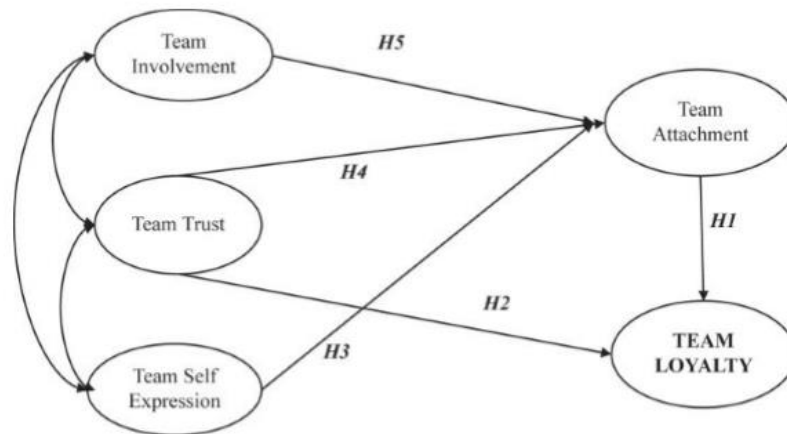 Team
Involvement
H5
Team
Attachment
H4
Team Trust
H1
H2
H3
TEAM
LOYALTY
Team Self
Expression